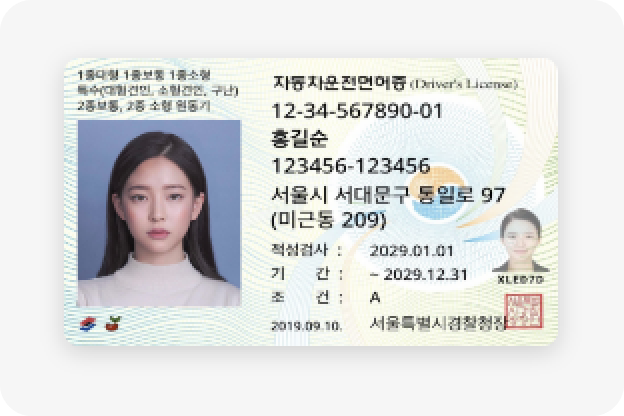 1종대형 1종보통 1종소형
특수(대형견인, 소형견인, 구난)
2종보통, 2종 소형 원동기
자동차운전면허증 (Driver's License)
12-34-567890-01
홍길순
123456-123456
서울시 서대문구 통일로 97
(미근동 209)
적성검사 : 2029.01.01
기 간 : ~ 2029.12.31
조 건 : A
XLED7D
2019.09.10. 서울특별시경찰청장